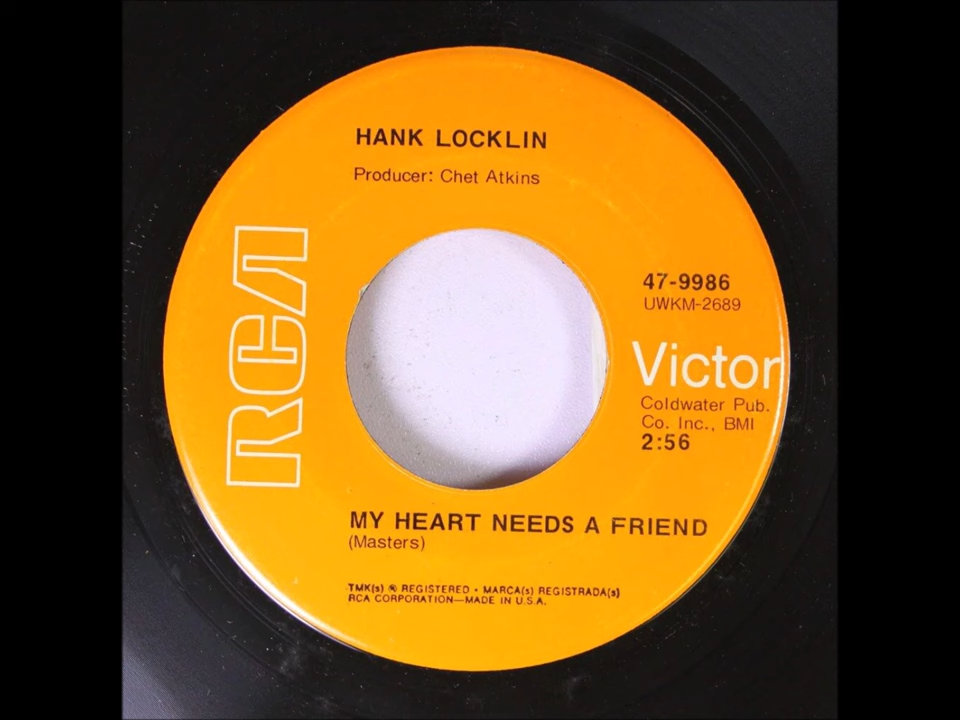 HANK LOCKLIN
Producer: Chet Atkins
RCA
47-9986
UWKM-2689
Victor
Coldwater Pub.
Co. Inc., BMI
2:56
MY HEART NEEDS A FRIEND
(Masters)
TMK(s) ® REGISTERED • MARCA(s) REGISTRADA(s)
RCA CORPORATION—MADE IN U.S.A.